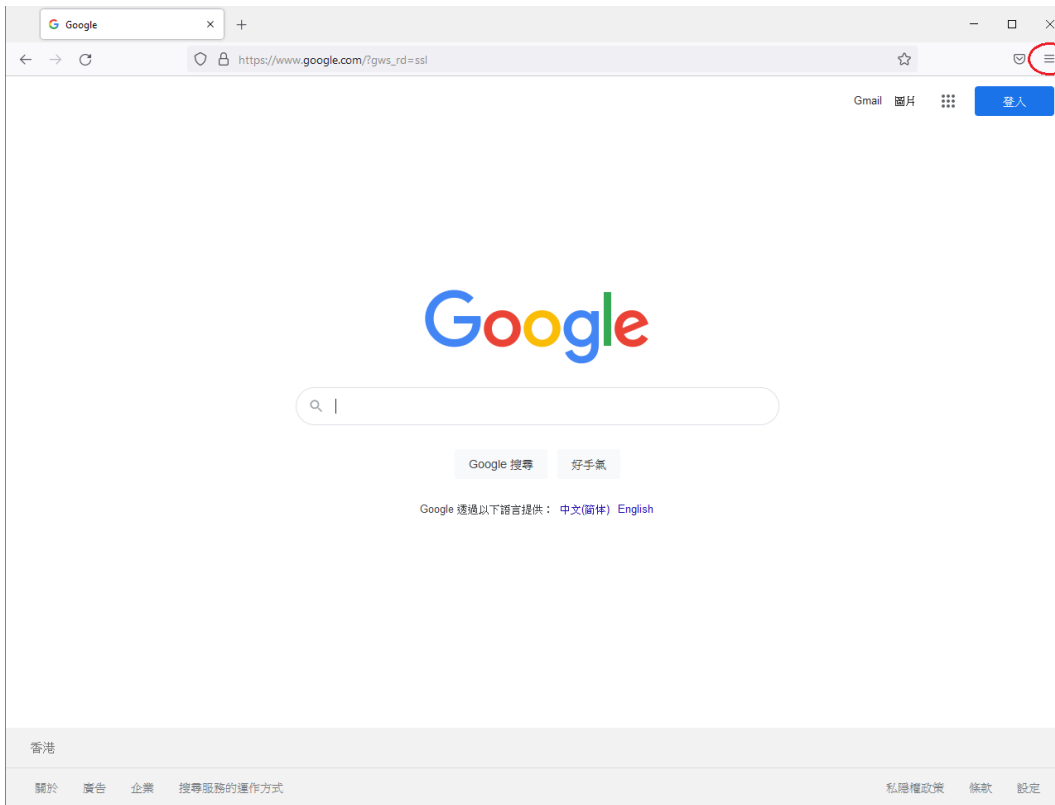 Google
https://www.google.com/?gws_rd=ssl
Gmail 圖片 登入
Google
Google 搜尋 好手氣
Google 透過以下語言提供： 中文(简体) English
香港
關於 廣告 企業 搜尋服務的運作方式 私隱權政策 條款 設定